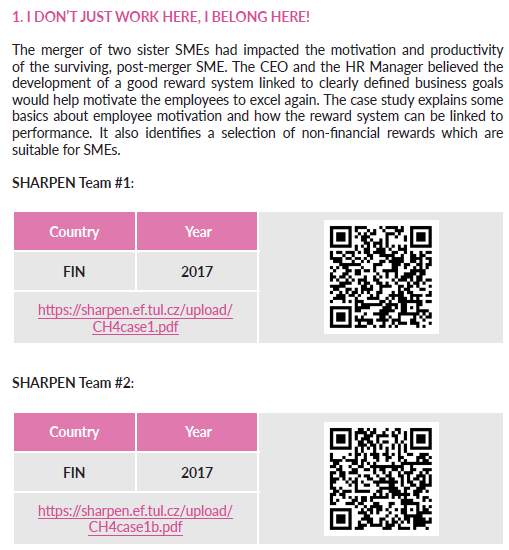 1. I DON'T JUST WORK HERE, I BELONG HERE!
The merger of two sister SMEs had impacted the motivation and productivity
of the surviving, post-merger SME. The CEO and the HR Manager believed the
development of a good reward system linked to clearly defined business goals
would help motivate the employees to excel again. The case study explains some
basics about employee motivation and how the reward system can be linked to
performance. It also identifies a selection of non-financial rewards which are
suitable for SMEs.
SHARPEN Team #1:
Country Year
FIN 2017
https://sharpen.ef.tul.cz/upload/
CH4case1.pdf
SHARPEN Team #2:
Country Year
FIN 2017
https://sharpen.ef.tul.cz/upload/
CH4case1b.pdf